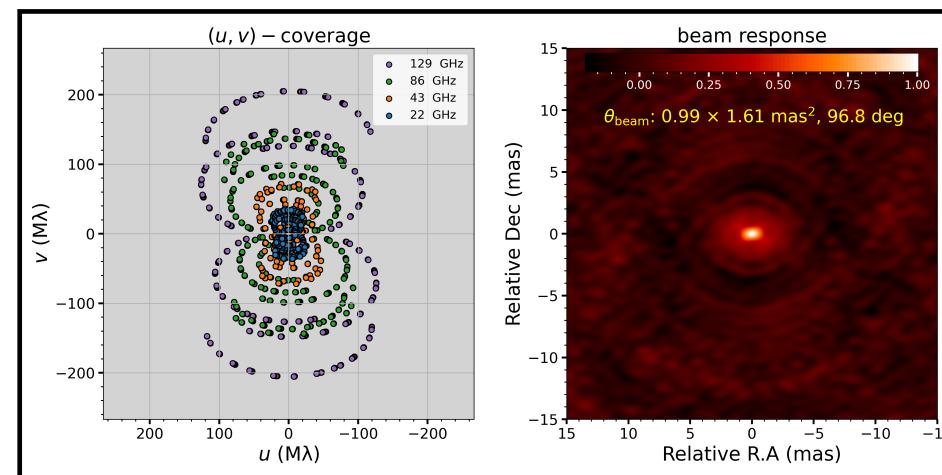 (u, v) − coverage
129 GHz
86 GHz
43 GHz
22 GHz
200
100
0
−100
−200
v (Mλ)
200
100
0
−100
−200
u (Mλ)
beam response
0.00
0.25
0.50
0.75
1.00
θbeam: 0.99 × 1.61 mas², 96.8 deg
15
10
5
0
−5
−10
−15
Relative Dec (mas)
15
10
5
0
−5
−10
−1
Relative R.A (mas)